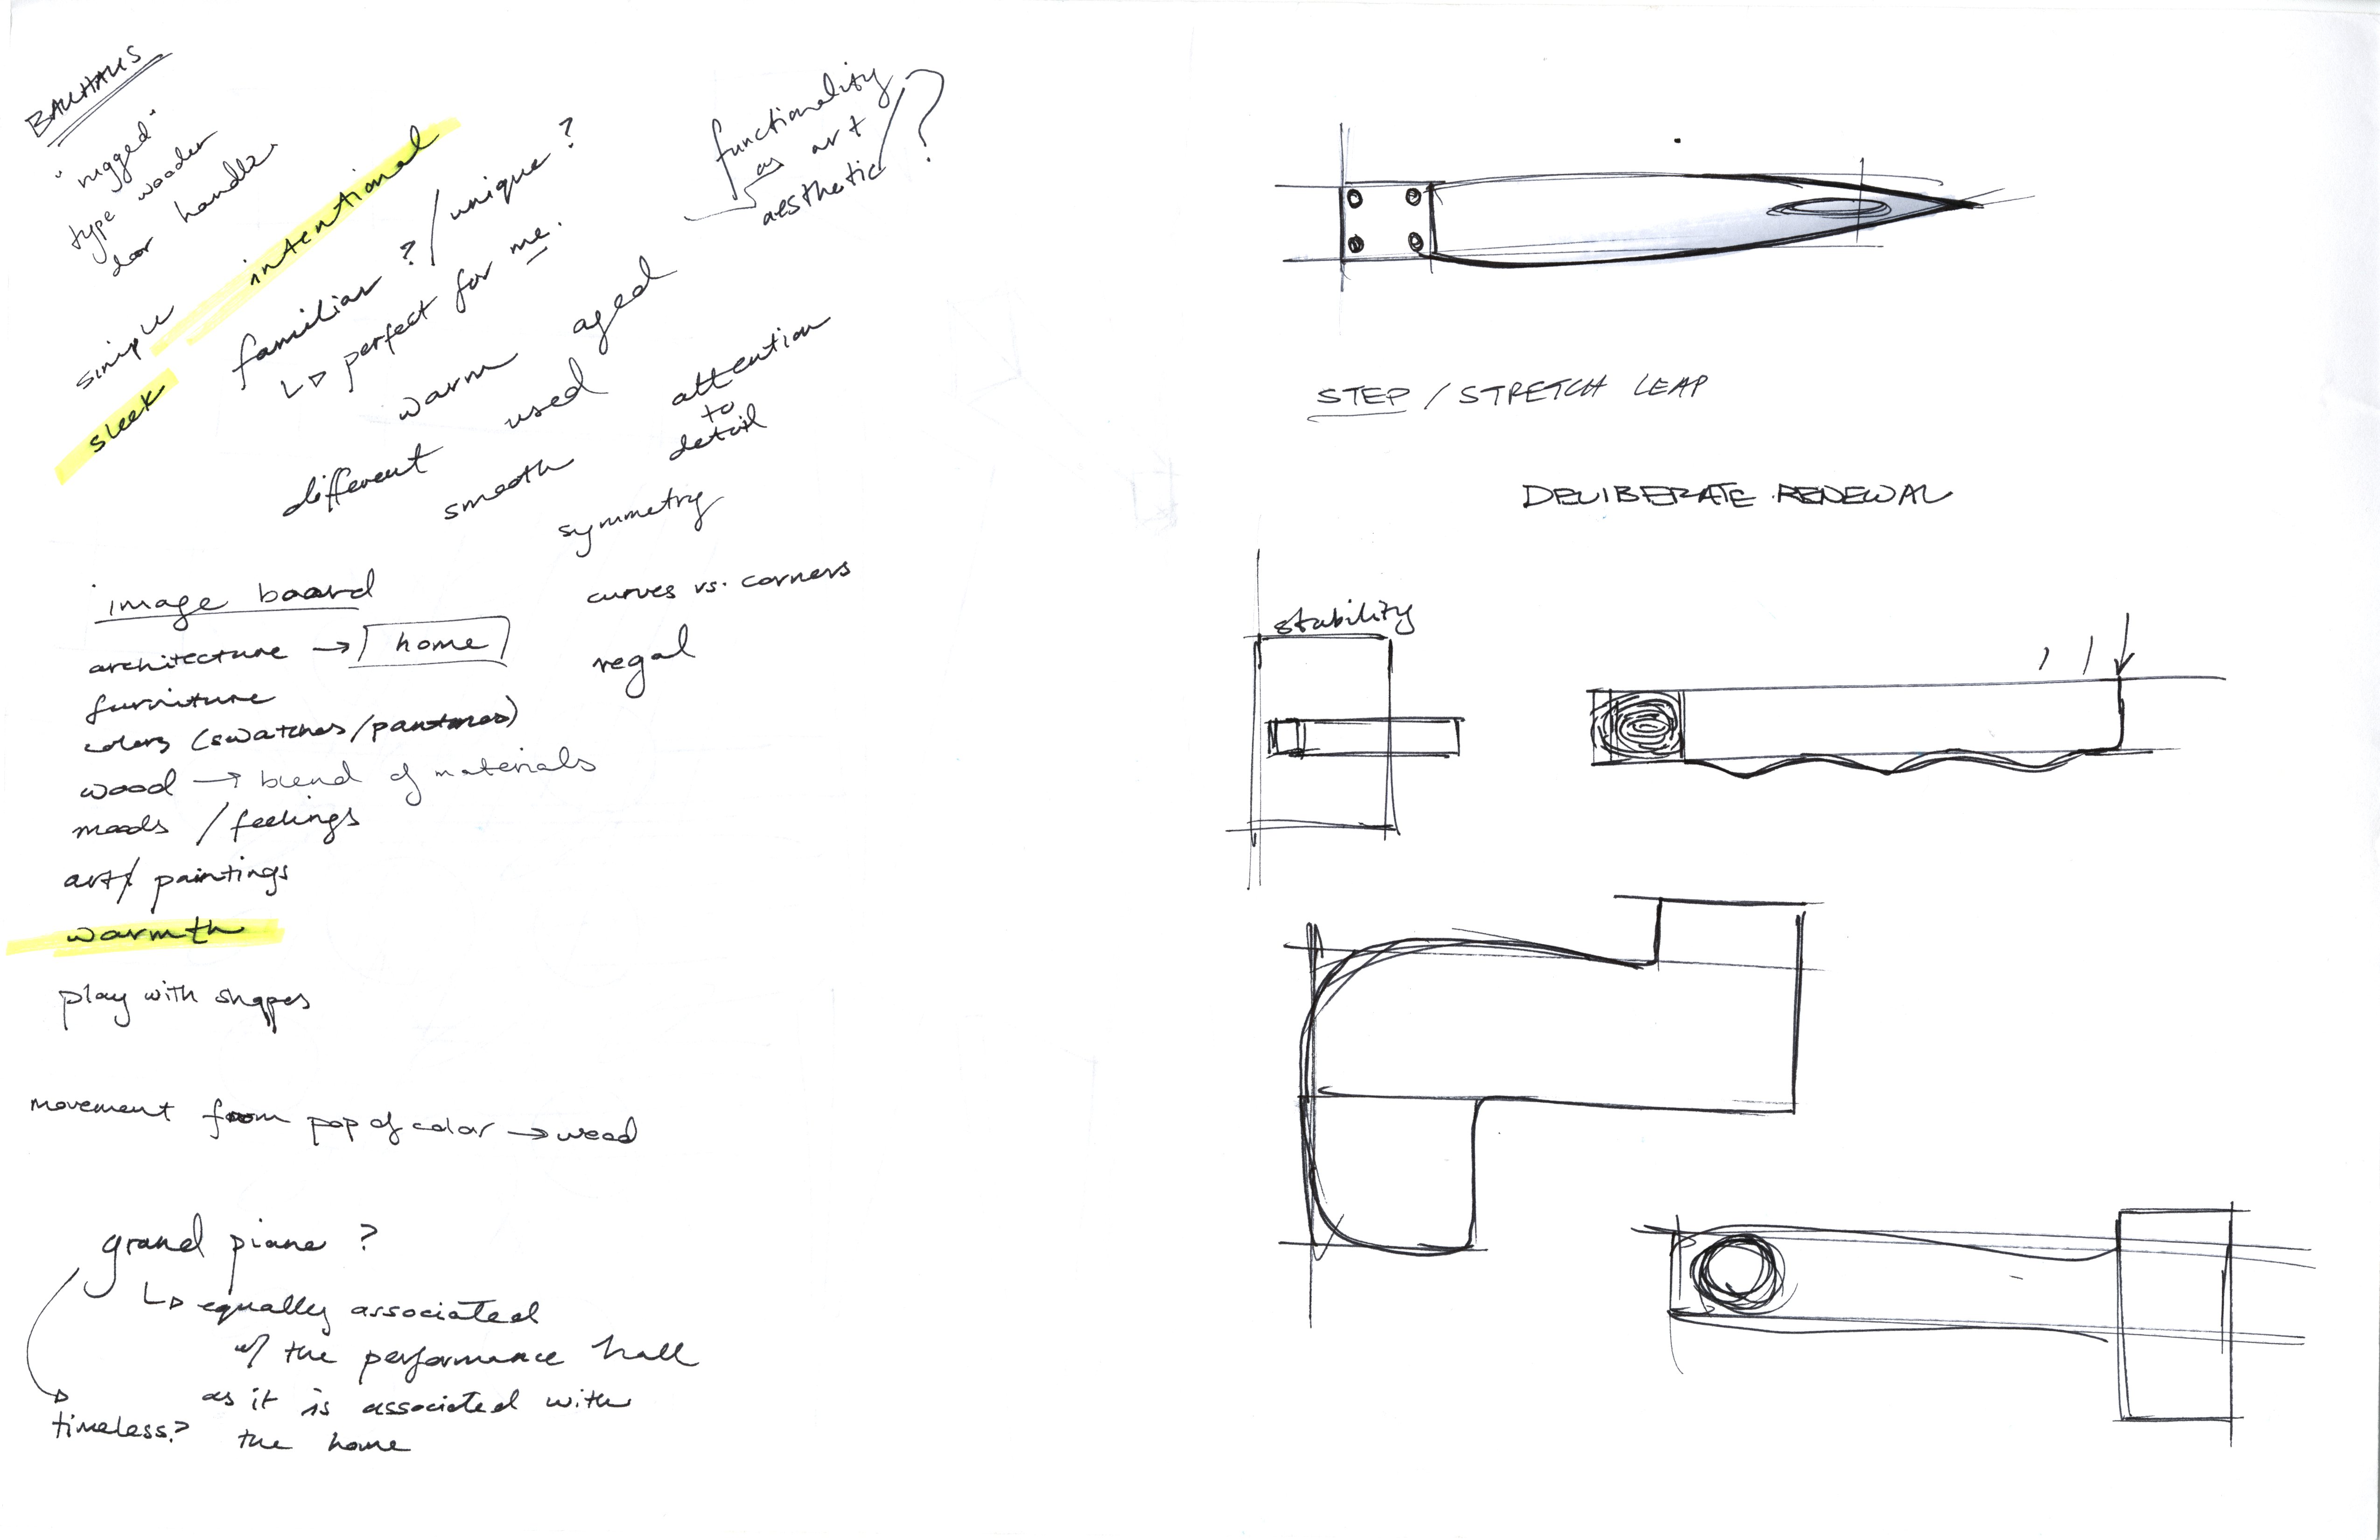 BAUHAUS
"rugged"
type wooden
door handle
simple
intentional
sleek
familiar? / unique?
↳ perfect for me.
functionality
as art /
aesthetic ?
warm aged
different used
smooth
attention
to
detail
symmetry
curves vs. corners
regal
image board
architecture → home
furniture
colors (swatches/pantones)
wood → blend of materials
moods / feelings
art / paintings
warmth
play with shapes
movement from pop of color → wood
grand piano ?
↳ equally associated
w/ the performance hall
as it is associated with
the home
timeless?
STEP / STRETCH LEAP
DELIBERATE RENEWAL
stability